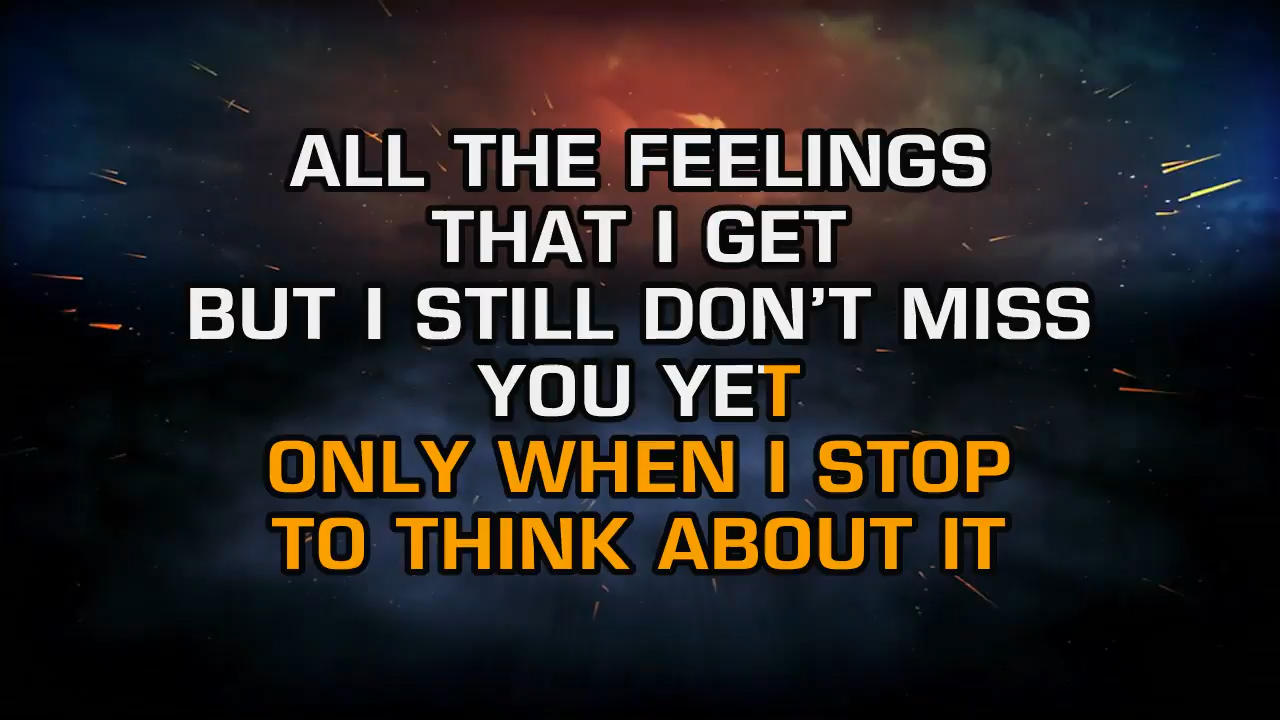 ALL THE FEELINGS
THAT I GET
BUT I STILL DON’T MISS
YOU YET
ONLY WHEN I STOP
TO THINK ABOUT IT